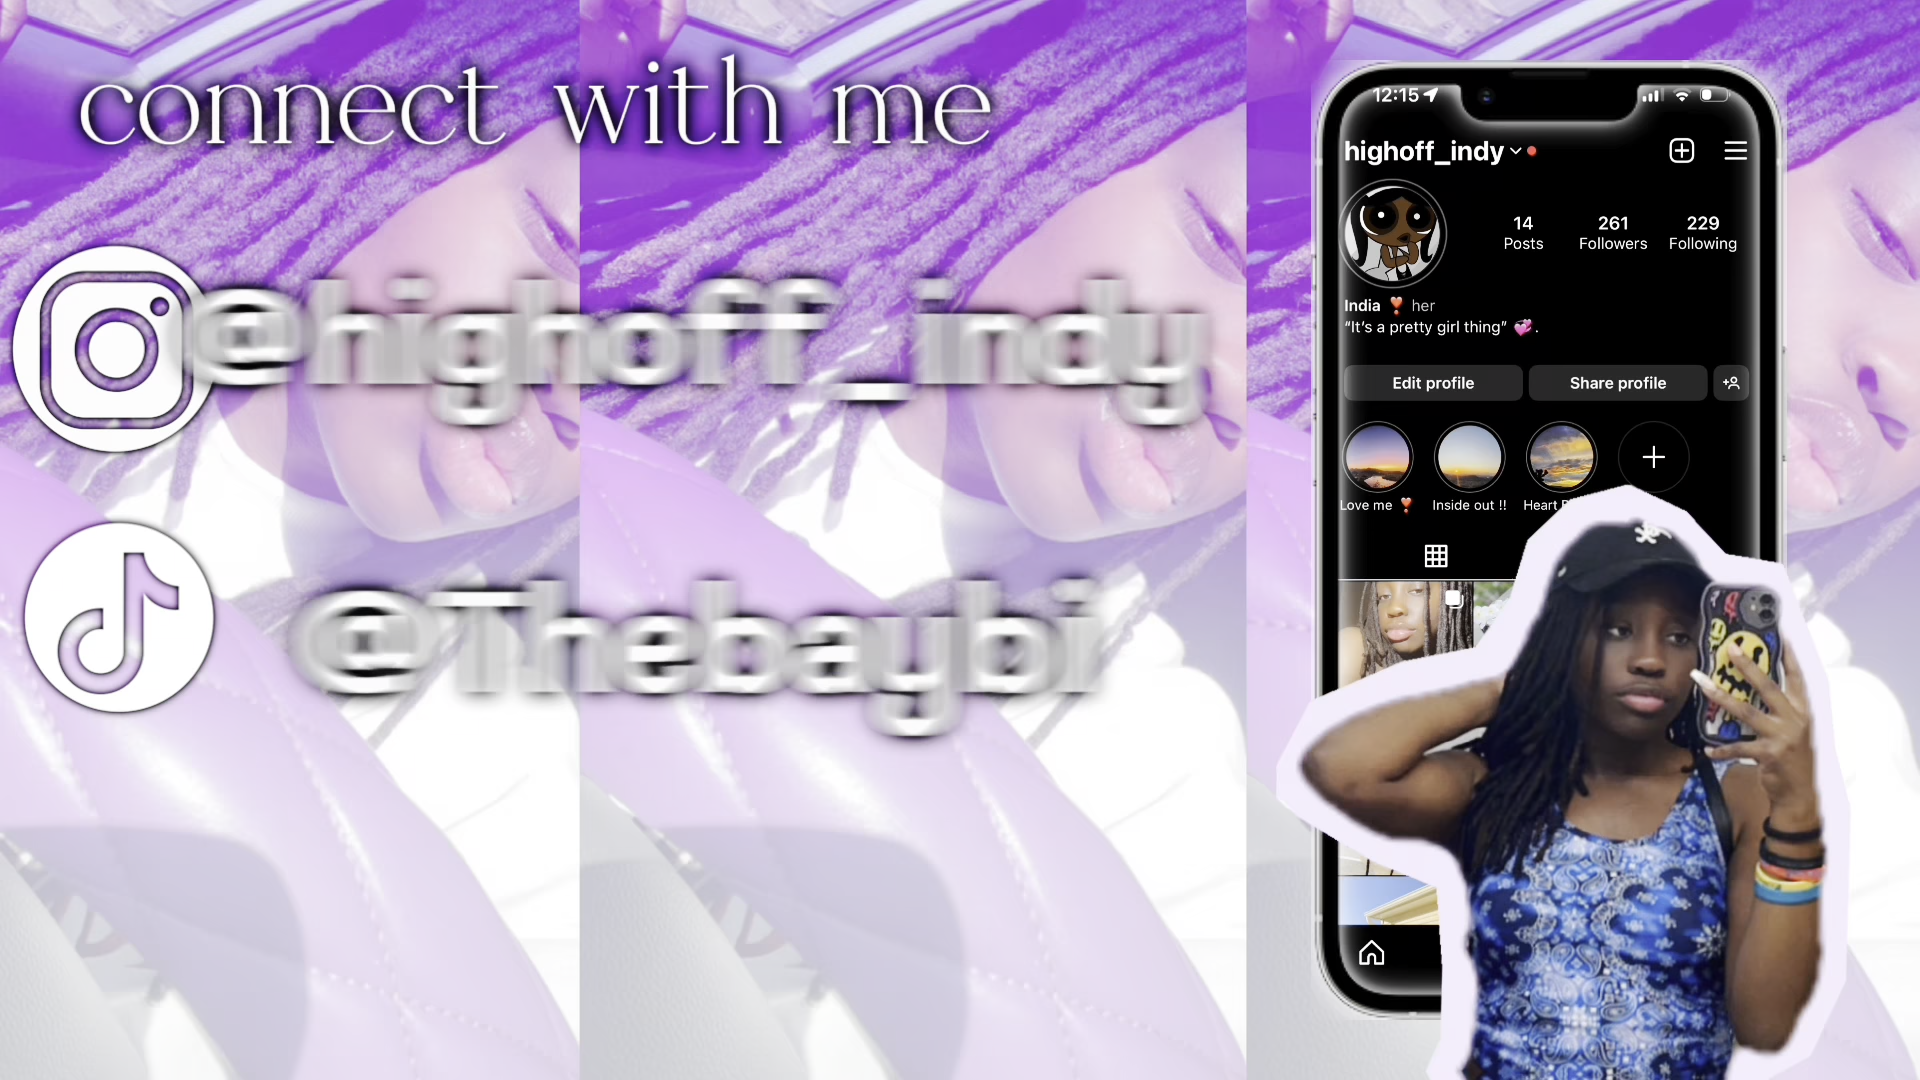 connect with me
@highoff_indy
@Thebaybi
12:15
highoff_indy
14 261 229
Posts Followers Following
India ❣️ her
“It’s a pretty girl thing” 💞 .
Edit profile Share profile
Love me ❣️ Inside out !! Heart